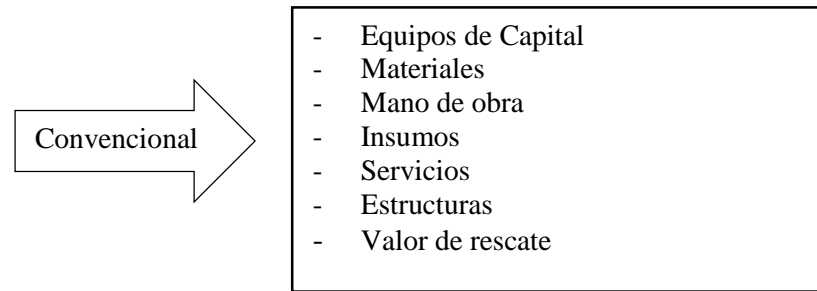 Convencional
- Equipos de Capital
- Materiales
- Mano de obra
- Insumos
- Servicios
- Estructuras
- Valor de rescate